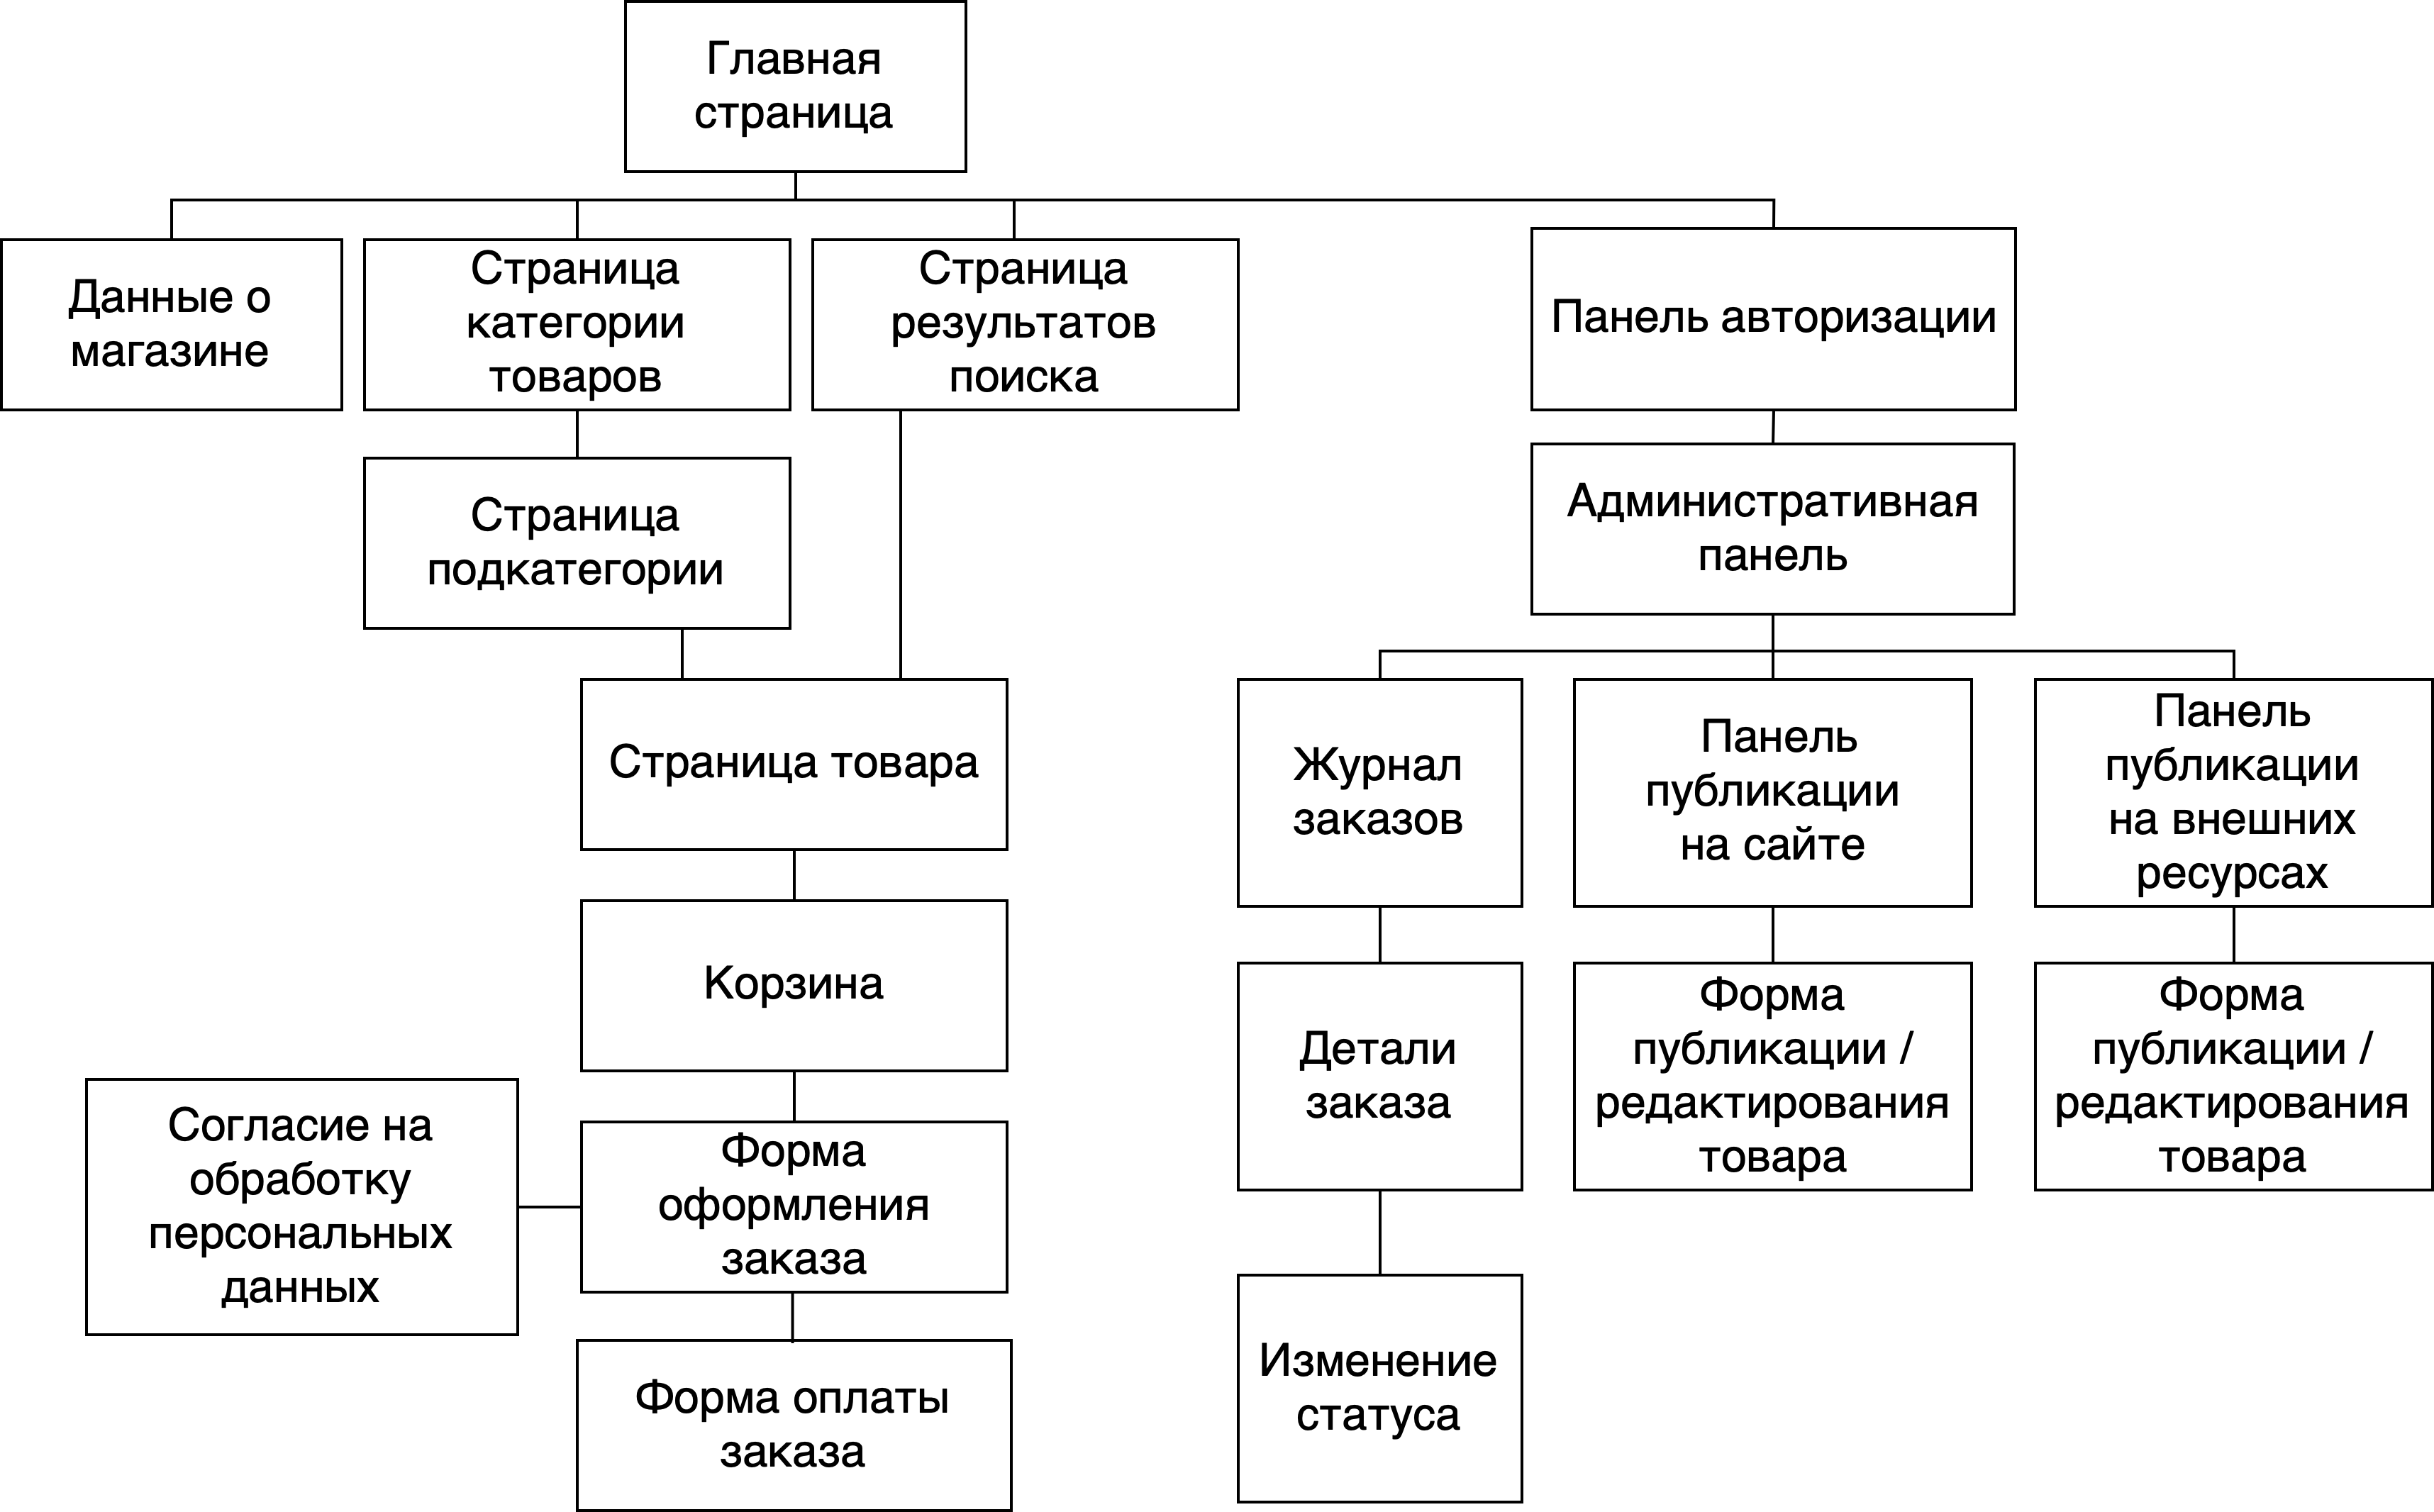 Главная
страница
Данные о
магазине
Страница
категории
товаров
Страница
результатов
поиска
Панель авторизации
Страница
подкатегории
Административная
панель
Страница товара
Журнал
заказов
Панель
публикации
на сайте
Панель
публикации
на внешних
ресурсах
Корзина
Детали
заказа
Форма
публикации /
редактирования
товара
Форма
публикации /
редактирования
товара
Согласие на
обработку
персональных
данных
Форма
оформления
заказа
Форма оплаты
заказа
Изменение
статуса